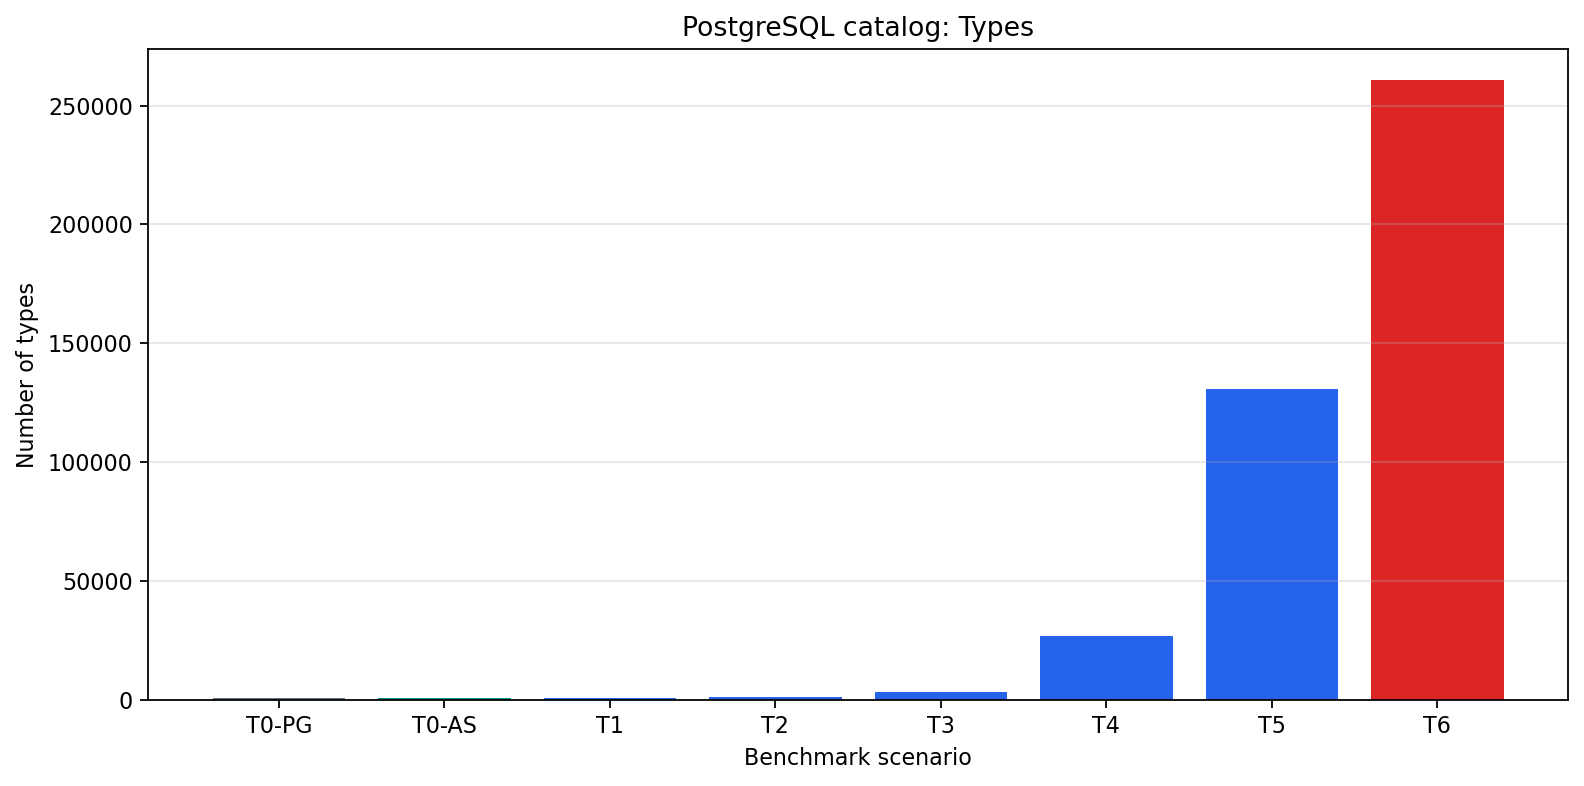 PostgreSQL catalog: Types
Number of types
250000
200000
150000
100000
50000
0
T0-PG T0-AS T1 T2 T3 T4 T5 T6
Benchmark scenario